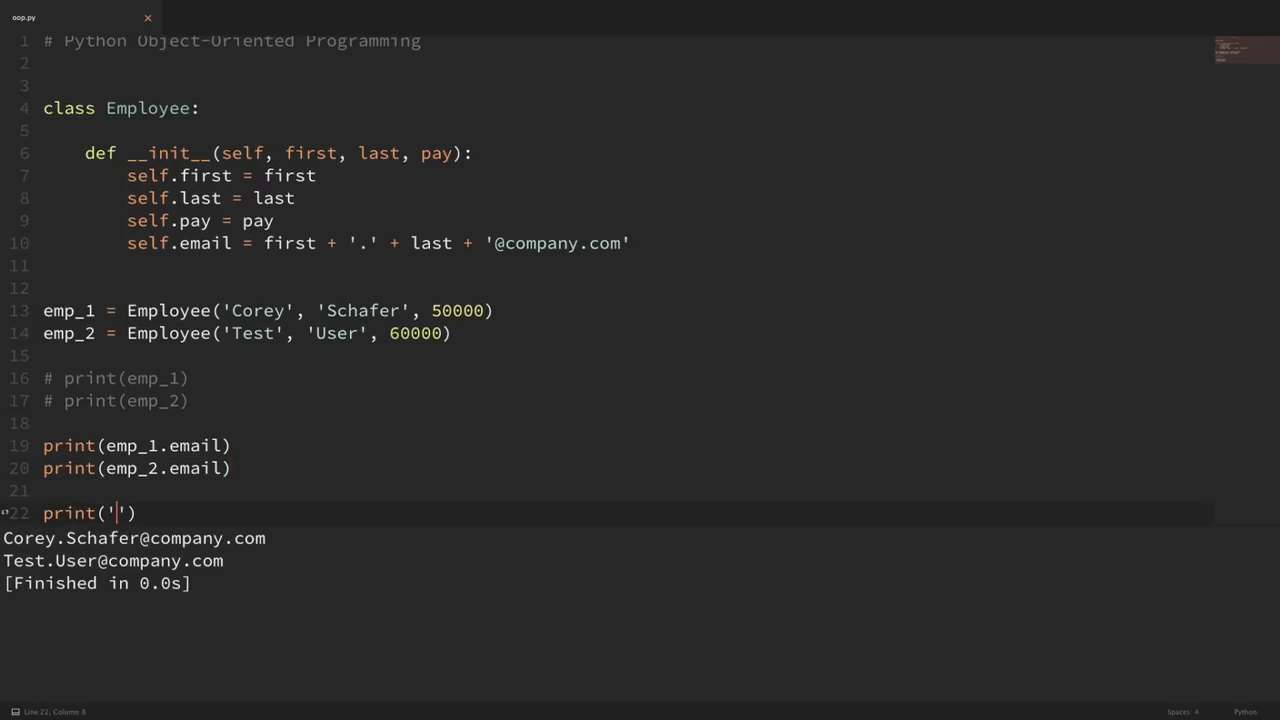 oop.py
1 # Python Object-Oriented Programming
2
3
4 class Employee:
5
6     def __init__(self, first, last, pay):
7         self.first = first
8         self.last = last
9         self.pay = pay
10         self.email = first + '.' + last + '@company.com'
11
12
13 emp_1 = Employee('Corey', 'Schafer', 50000)
14 emp_2 = Employee('Test', 'User', 60000)
15
16 # print(emp_1)
17 # print(emp_2)
18
19 print(emp_1.email)
20 print(emp_2.email)
21
22 print('')
Corey.Schafer@company.com
Test.User@company.com
[Finished in 0.0s]
Line 22, Column 8
Spaces: 4
Python